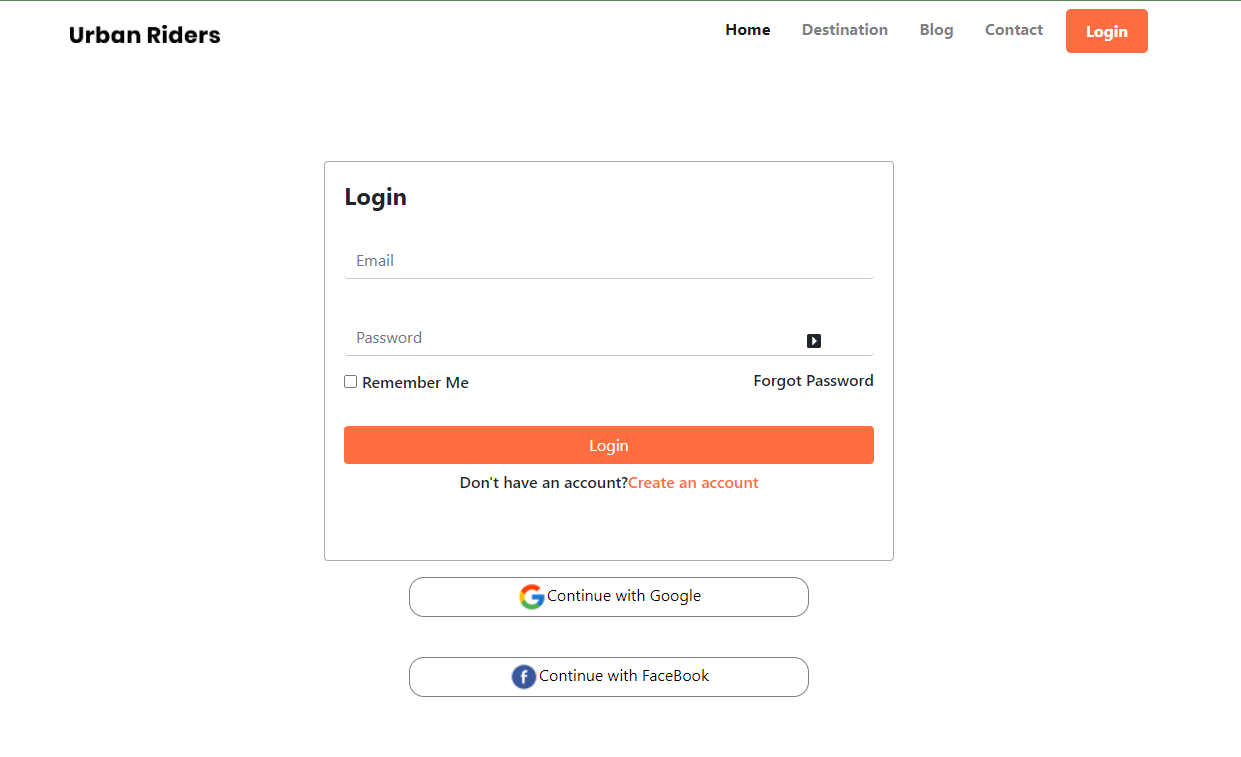 Urban Riders
Home Destination Blog Contact Login
Login
Email
Password
Remember Me Forgot Password
Login
Don't have an account?Create an account
Continue with Google
Continue with FaceBook